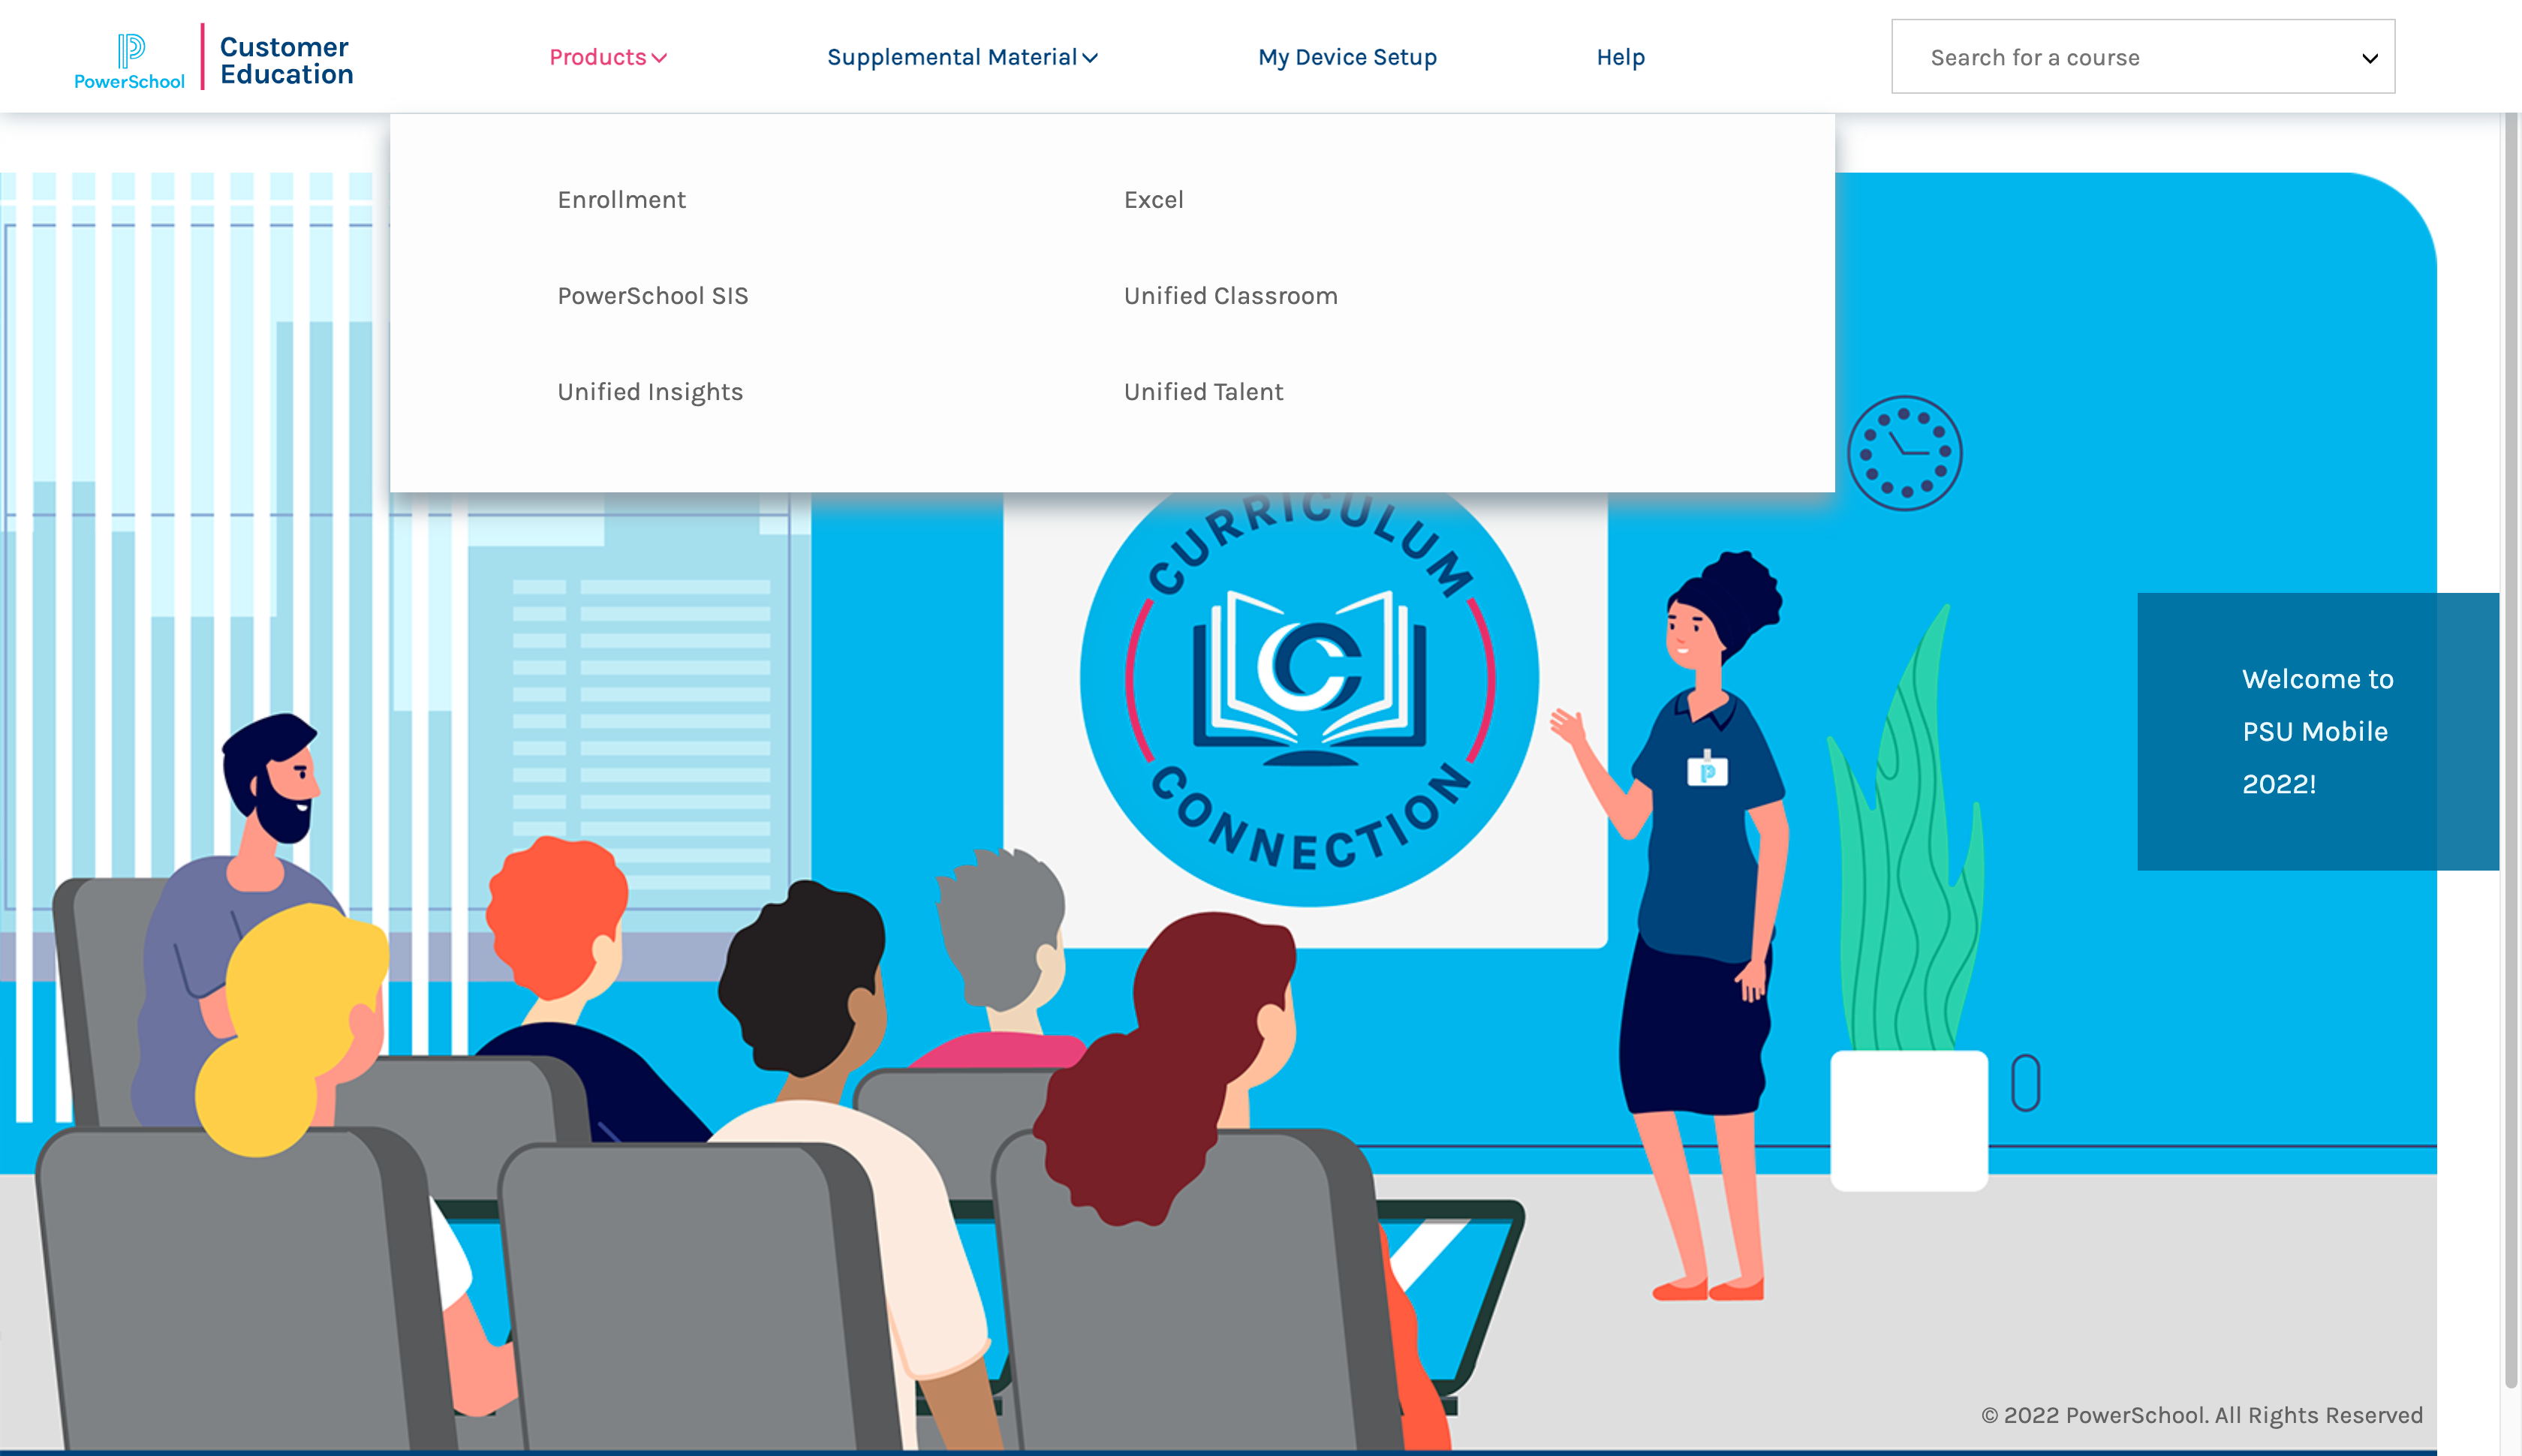 PowerSchool
Customer
Education
Products
Supplemental Material
My Device Setup
Help
Search for a course
Enrollment
Excel
PowerSchool SIS
Unified Classroom
Unified Insights
Unified Talent
CURRICULUM
CONNECTION
Welcome to
PSU Mobile
2022!
© 2022 PowerSchool. All Rights Reserved